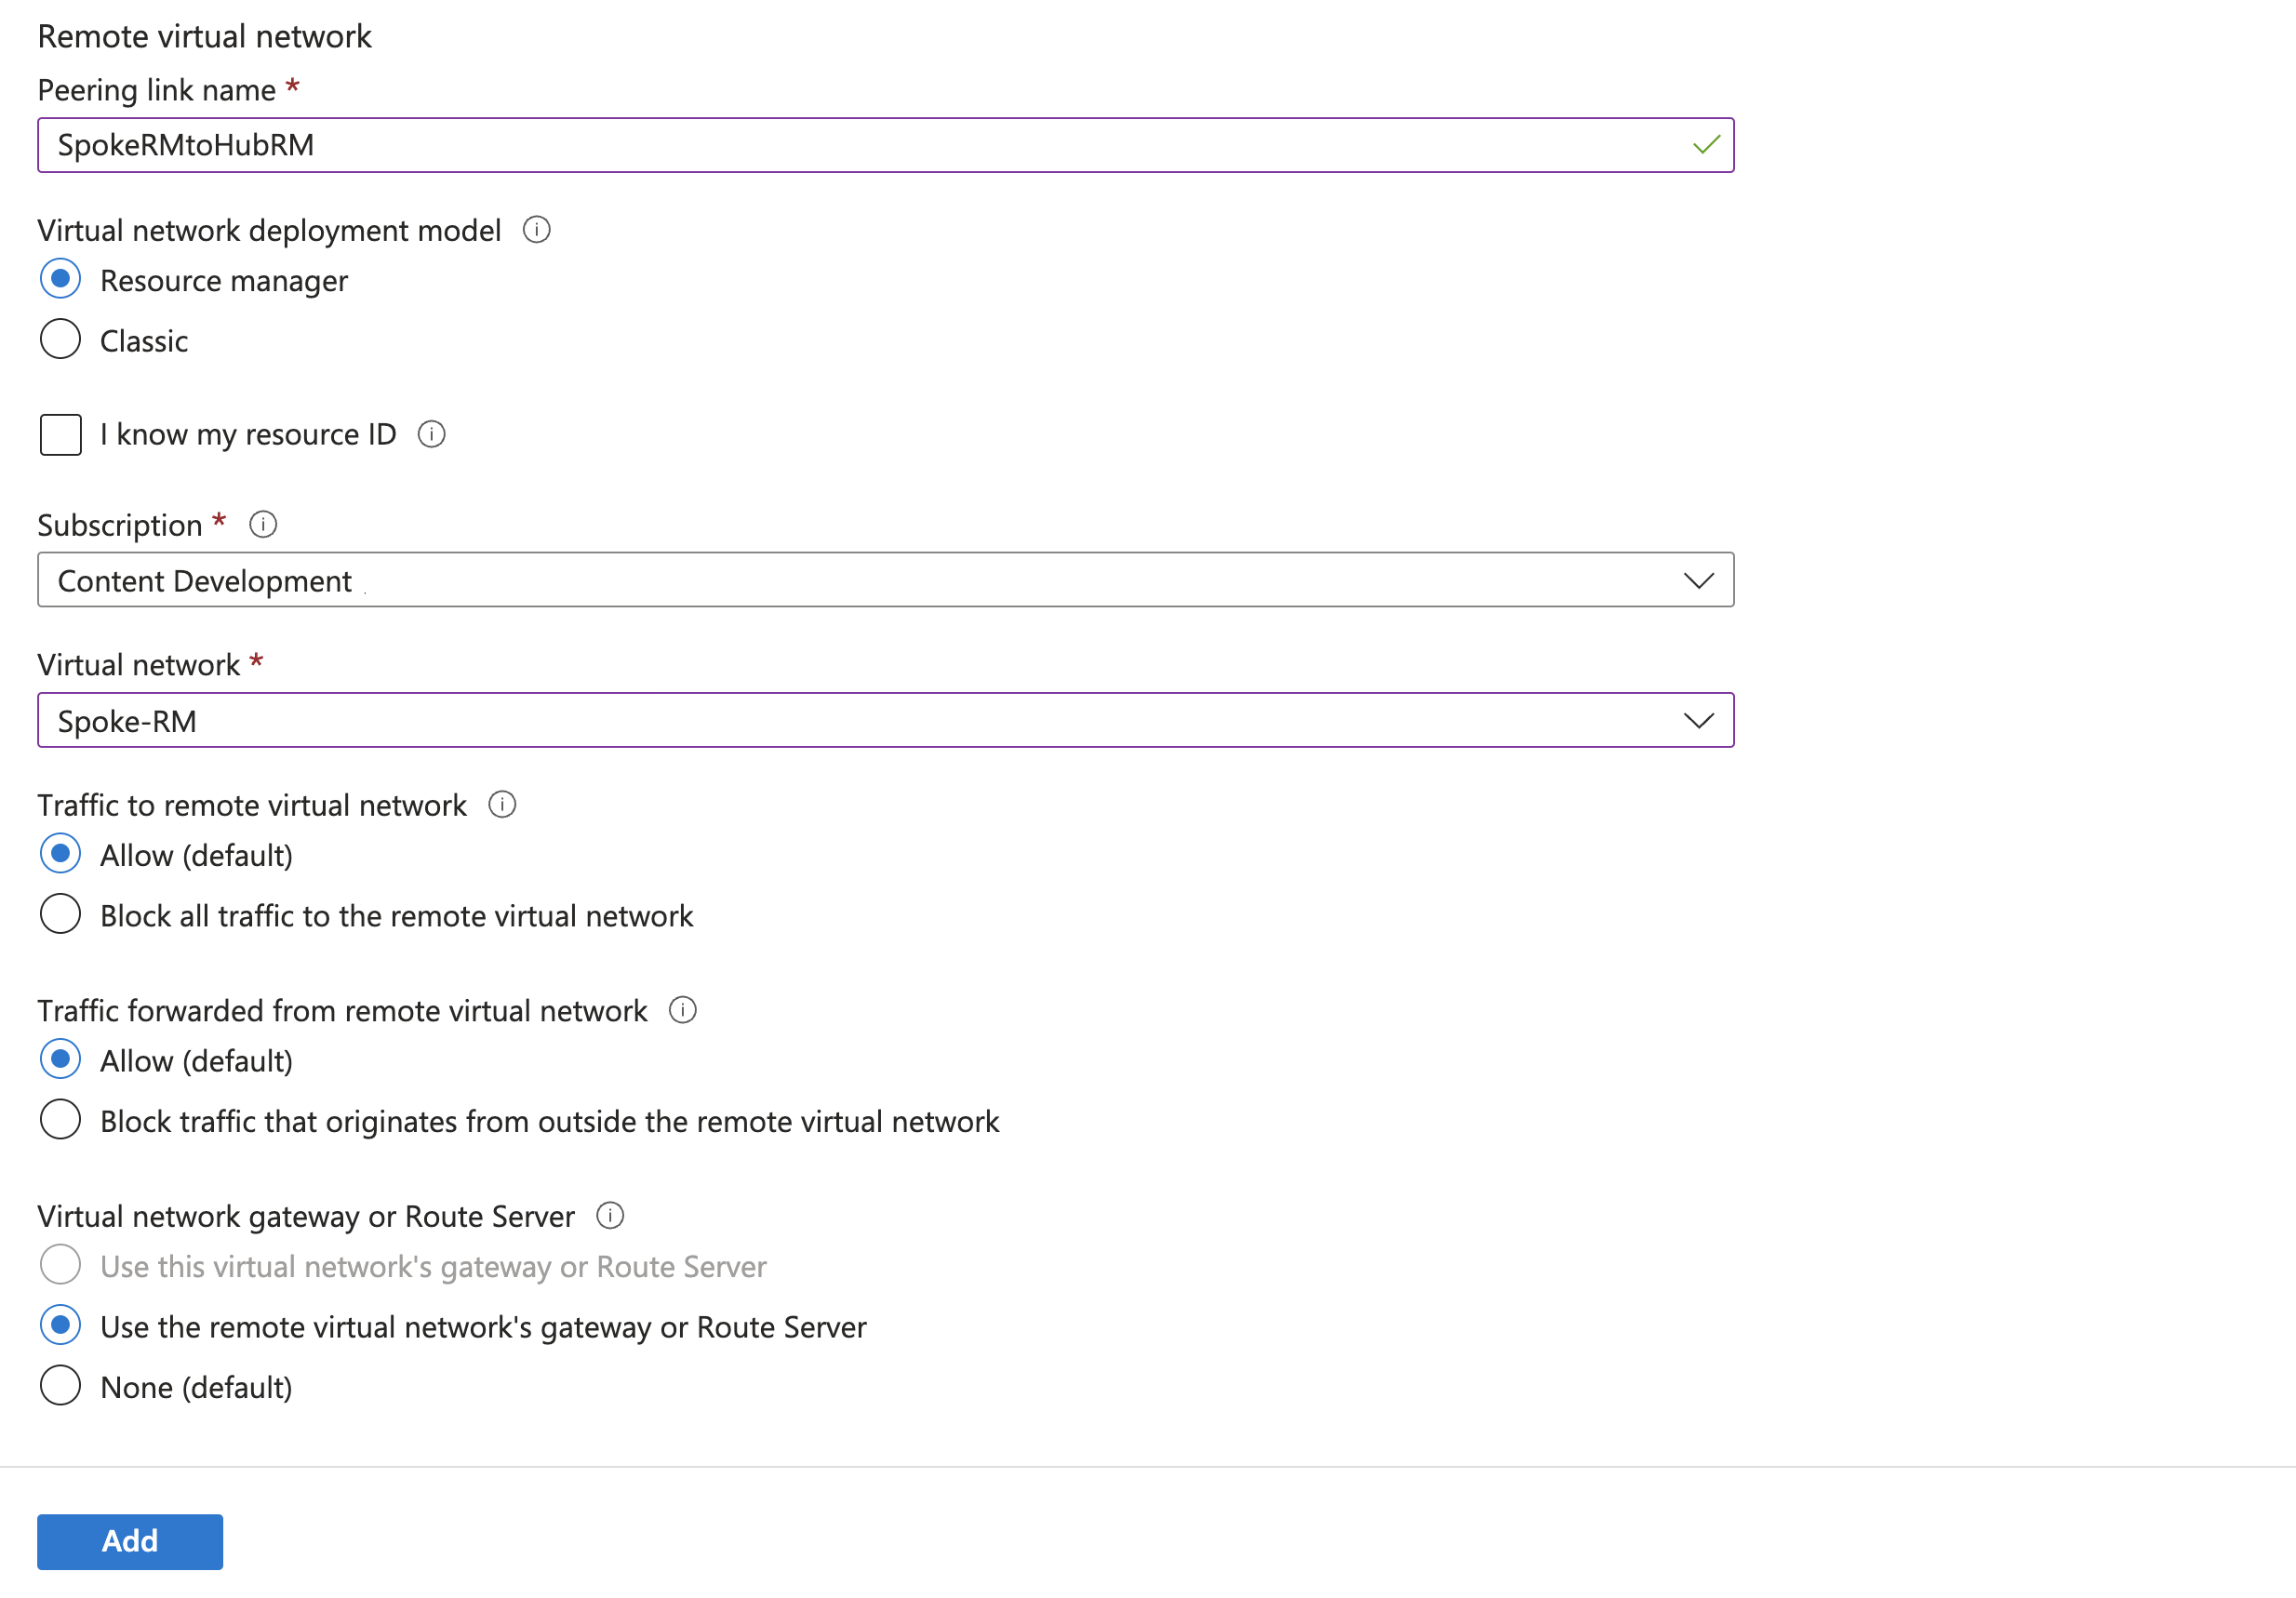 Remote virtual network
Peering link name *
SpokeRMtoHubRM
Virtual network deployment model
Resource manager
Classic
I know my resource ID
Subscription *
Content Development
Virtual network *
Spoke-RM
Traffic to remote virtual network
Allow (default)
Block all traffic to the remote virtual network
Traffic forwarded from remote virtual network
Allow (default)
Block traffic that originates from outside the remote virtual network
Virtual network gateway or Route Server
Use this virtual network's gateway or Route Server
Use the remote virtual network's gateway or Route Server
None (default)
Add